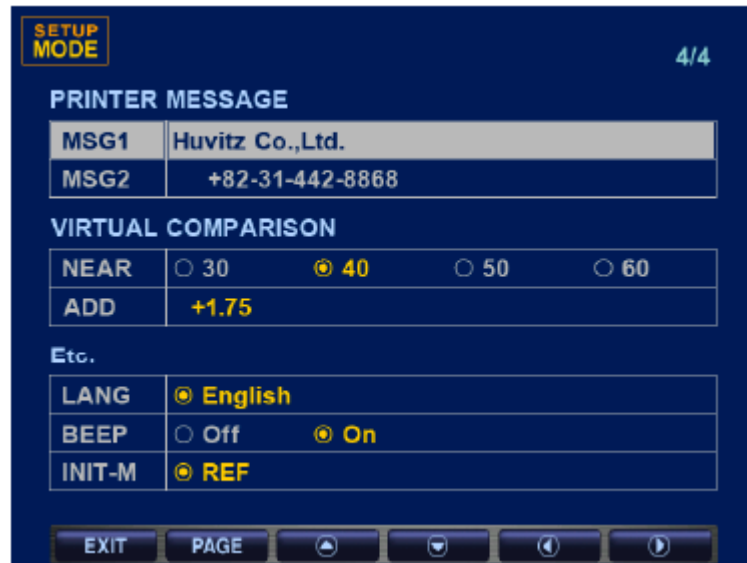 SETUP
MODE
4/4
PRINTER MESSAGE
MSG1 Huvitz Co.,Ltd.
MSG2 +82-31-442-8868
VIRTUAL COMPARISON
NEAR 30 40 50 60
ADD +1.75
Etc.
LANG English
BEEP Off On
INIT-M REF
EXIT PAGE